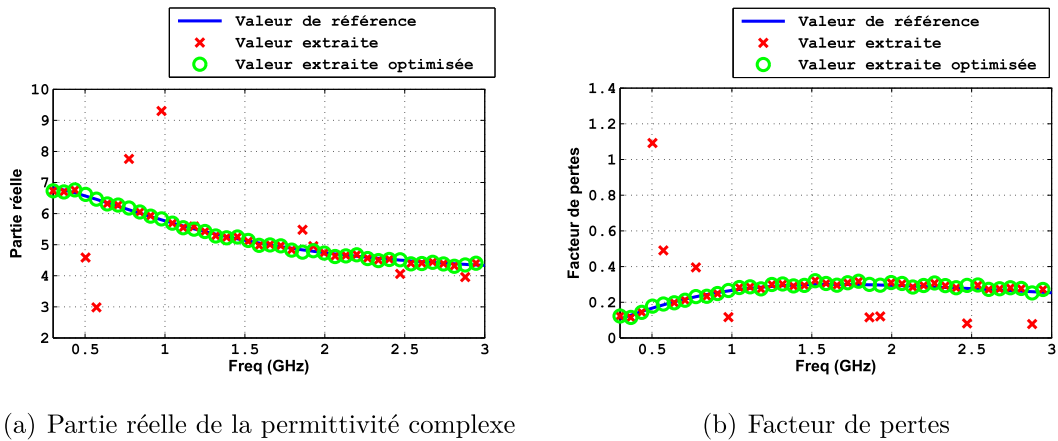 Valeur de référence
Valeur extraite
Valeur extraite optimisée
10
9
8
7
6
5
4
3
2
Partie réelle
0.5 1 1.5 2 2.5 3
Freq (GHz)
(a) Partie réelle de la permittivité complexe
Valeur de référence
Valeur extraite
Valeur extraite optimisée
1.4
1.2
1
0.8
0.6
0.4
0.2
0
Facteur de pertes
0.5 1 1.5 2 2.5 3
Freq (GHz)
(b) Facteur de pertes